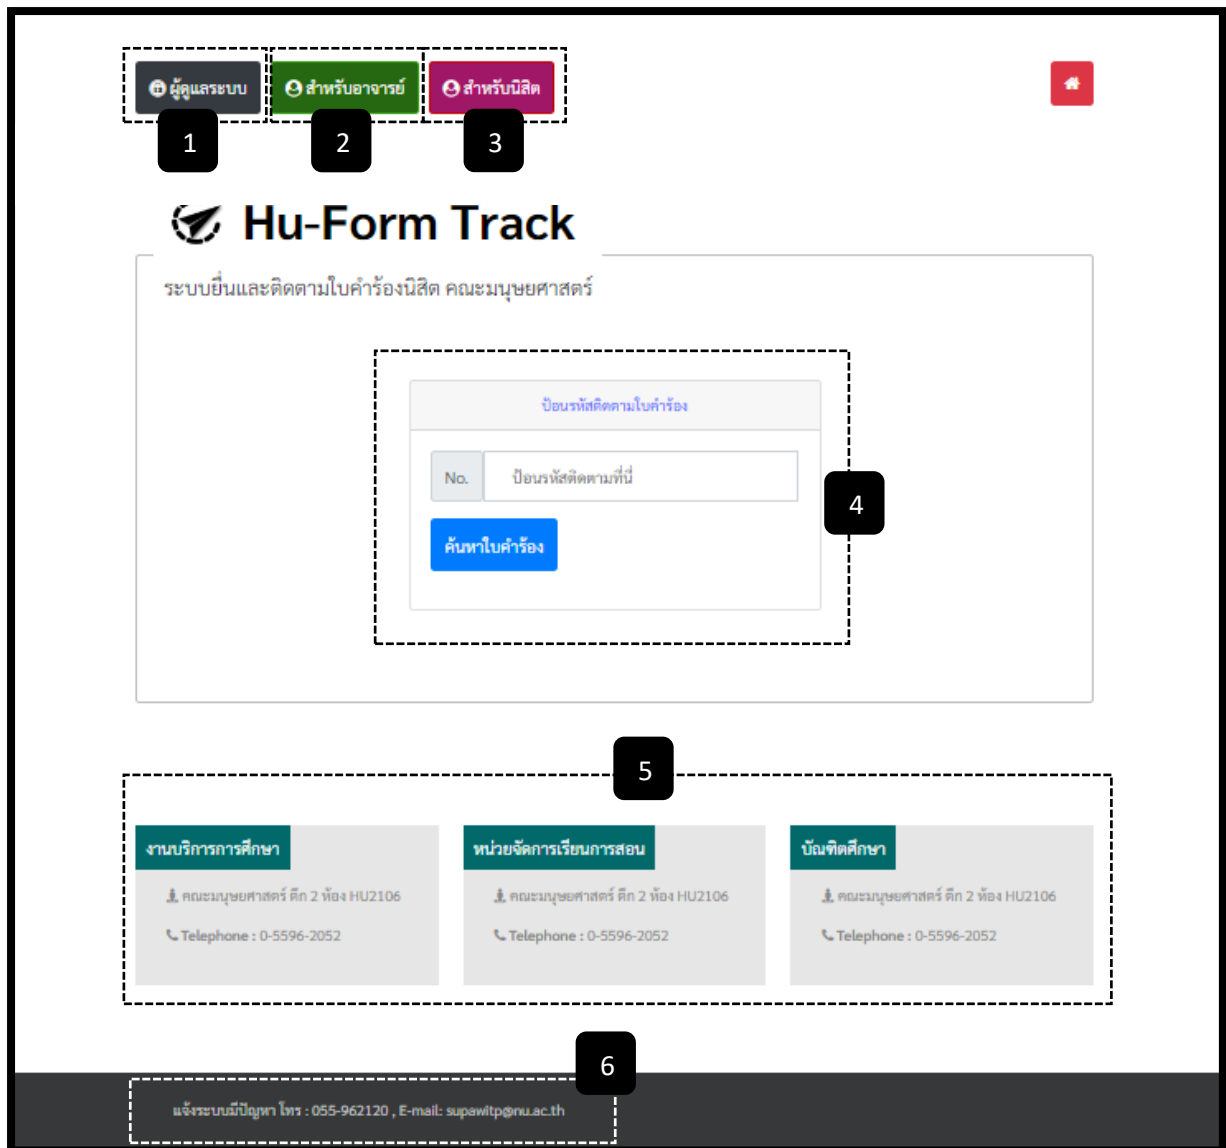 ผู้ดูแลระบบ สำหรับอาจารย์ สำหรับนิสิต
1 2 3
Hu-Form Track
ระบบยื่นและติดตามใบคำร้องนิสิต คณะมนุษยศาสตร์
ป้อนรหัสติดตามใบคำร้อง
No. ป้อนรหัสติดตามที่นี่
4
ค้นหาใบคำร้อง
5
งานบริการการศึกษา หน่วยจัดการเรียนการสอน บัณฑิตศึกษา
คณะมนุษยศาสตร์ ตึก 2 ห้อง HU2106 คณะมนุษยศาสตร์ ตึก 2 ห้อง HU2106 คณะมนุษยศาสตร์ ตึก 2 ห้อง HU2106
Telephone : 0-5596-2052 Telephone : 0-5596-2052 Telephone : 0-5596-2052
6
แจ้งระบบมีปัญหา โทร : 055-962120 , E-mail: supawitp@nu.ac.th